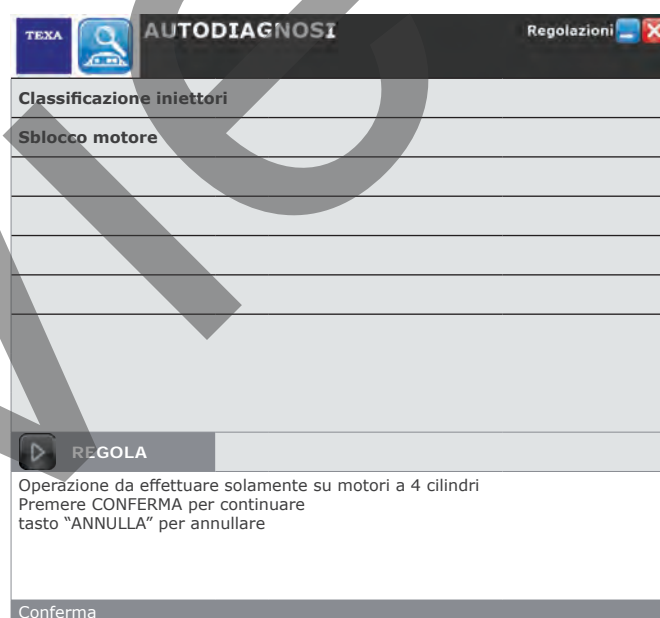 TEXA
AUTODIAGNOSI
Regolazioni
Classificazione iniettori
Sblocco motore
REGOLA
Operazione da effettuare solamente su motori a 4 cilindri
Premere CONFERMA per continuare
tasto “ANNULLA” per annullare
Conferma